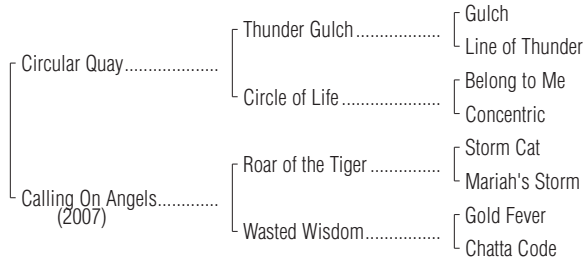 Gulch
Thunder Gulch..................
Line of Thunder
Circular Quay....................
Belong to Me
Circle of Life.....................
Concentric
Storm Cat
Roar of the Tiger...............
Mariah's Storm
Calling On Angels.............
(2007)
Gold Fever
Wasted Wisdom................
Chatta Code